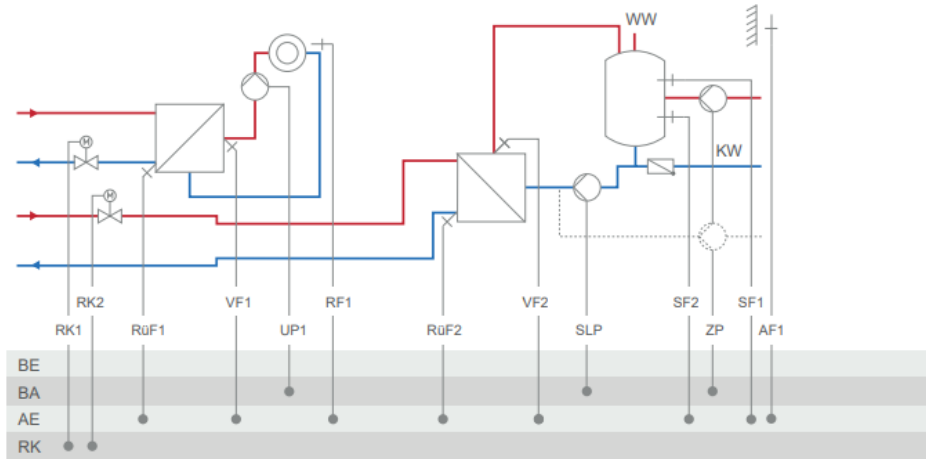 WW
M
KW
M
RK2 VF1 RF1 VF2 SF2 SF1
RK1 RüF1 UP1 RüF2 SLP ZP AF1
BE
BA
AE
RK